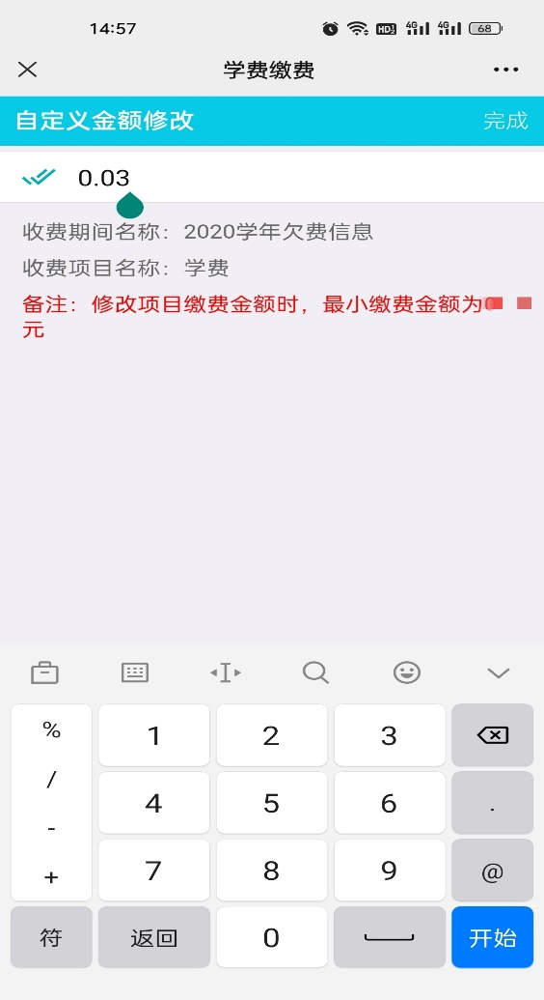 14:57
HD 4G 4G 68
学费缴费
自定义金额修改 完成
0.03
收费期间名称：2020学年欠费信息
收费项目名称：学费
备注：修改项目缴费金额时，最小缴费金额为
元
%
/
-
+
1 2 3
4 5 6 .
7 8 9 @
符 返回 0 开始